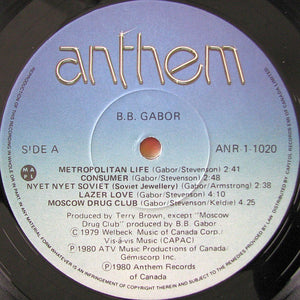 anthem
B.B. GABOR
SIDE A
ANR-1-1020
METROPOLITAN LIFE (Gabor/Stevenson) 2:41
CONSUMER (Gabor/Stevenson) 2:48
NYET NYET SOVIET (Soviet Jewellery) (Gabor/Armstrong) 2:38
LAZER LOVE (Gabor/Stevenson) 4:10
MOSCOW DRUG CLUB (Gabor/Stevenson/Keldie) 4:25
Produced by Terry Brown, except "Moscow
Drug Club" produced by B.B. Gabor
© 1979 Welbeck Music Corp./
Vis-à-vis Music (CAPAC)
© 1980 ATV Music Productions of Canada/
Gemiscorp Inc.
Ⓟ 1980 Anthem Records
of Canada